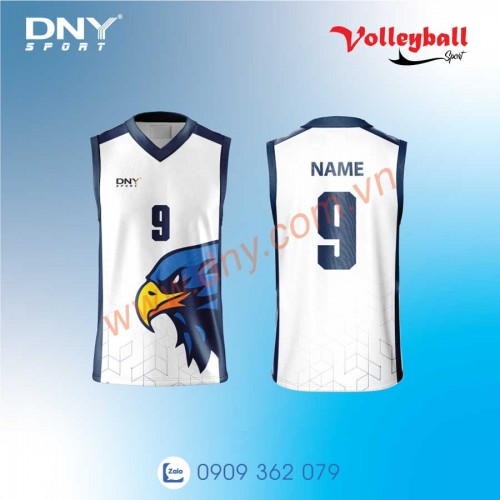 DNY
SPORT
Volleyball
Sport
DNY
SPORT
9
NAME
9
www.dny.com.vn
Zalo
0909 362 079